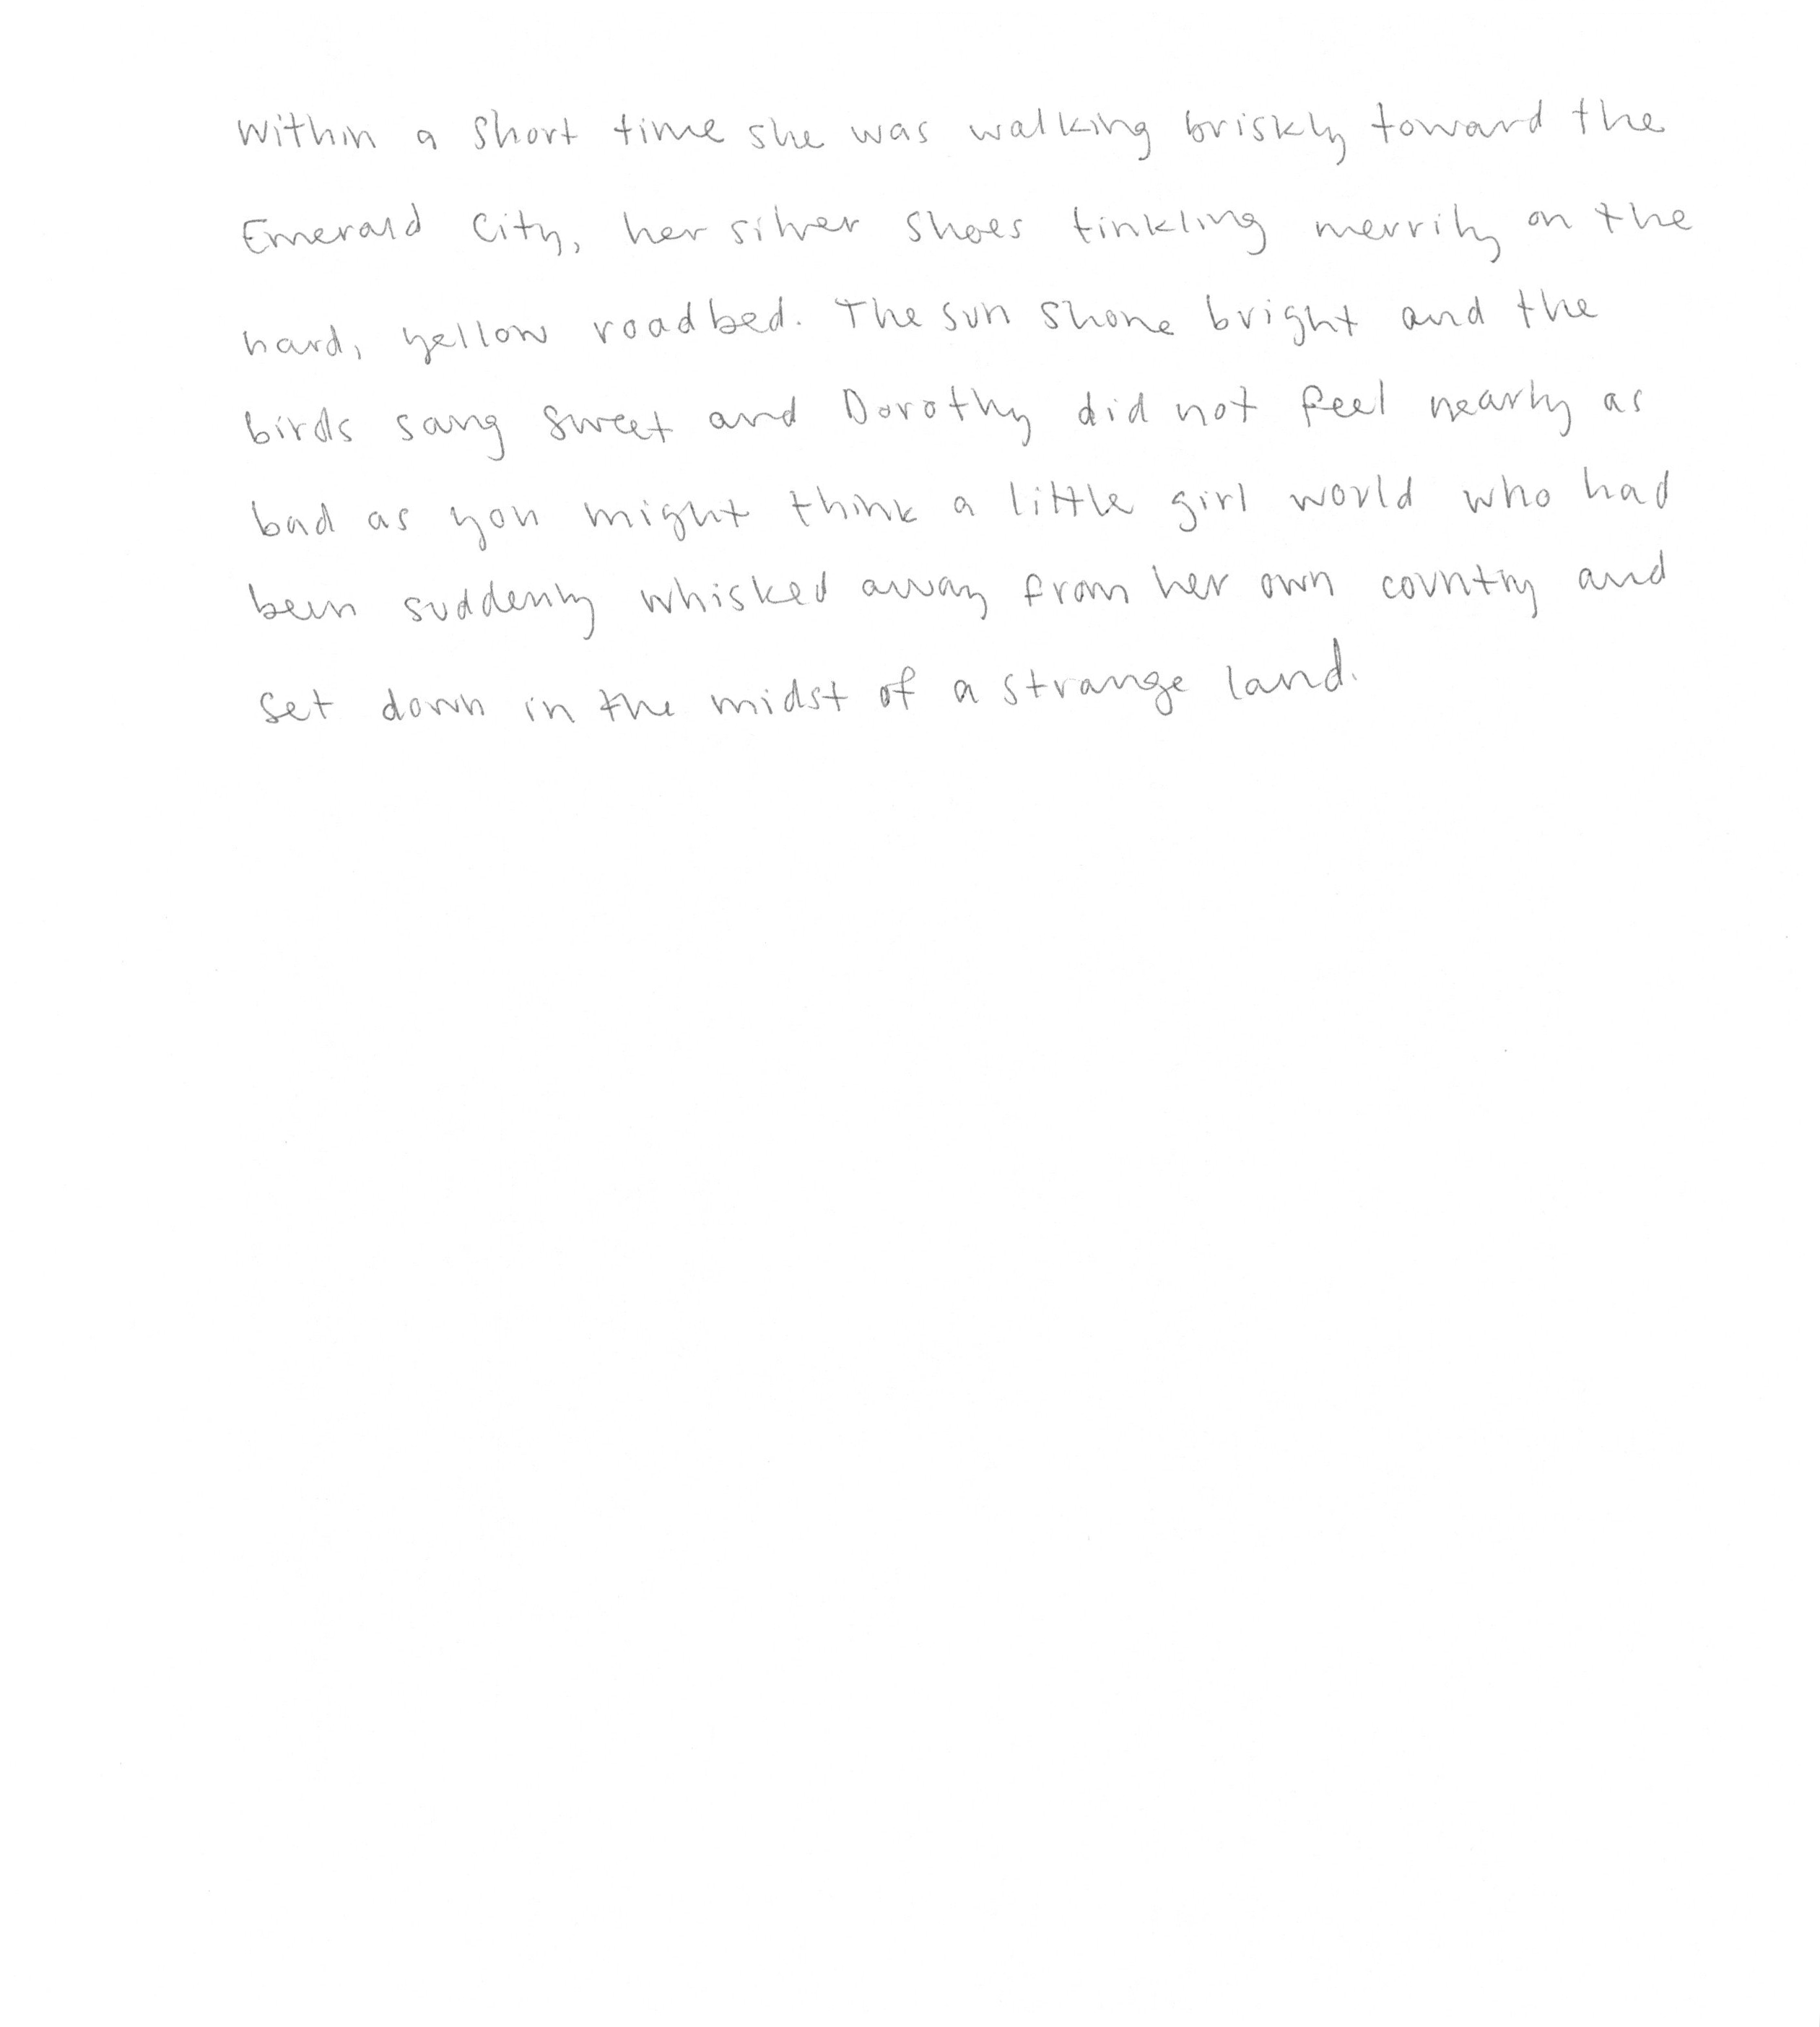 Within a short time she was walking briskly toward the
Emerald City, her silver shoes tinkling merrily on the
hard, yellow roadbed. The sun shone bright and the
birds sang sweet and Dorothy did not feel nearly as
bad as you might think a little girl would who had
been suddenly whisked away from her own country and
set down in the midst of a strange land.